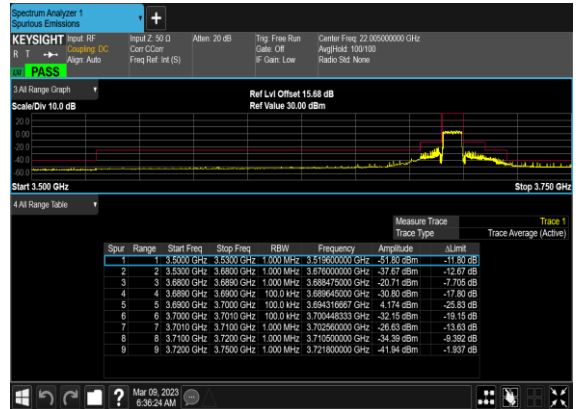 Spectrum Analyzer 1
Spurious Emissions
+
KEYSIGHT Input: RF Input Z: 50 Ω Atten: 20 dB Trig: Free Run Center Freq: 22.005000000 GHz
R T Coupling: DC Corr CCorr Gate: Off Avg|Hold: 100/100
Align: Auto Freq Ref: Int (S) IF Gain: Low Radio Std: None
LW PASS
3 All Range Graph Ref Lvl Offset 15.68 dB
Scale/Div 10.0 dB Ref Value 30.00 dBm
20.0
0.00
-20.0
-40.0
-60.0
Start 3.500 GHz Stop 3.750 GHz
4 All Range Table
Measure Trace Trace 1
Trace Type Trace Average (Active)
Spur Range Start Freq Stop Freq RBW Frequency Amplitude ΔLimit
1 1 3.5000 GHz 3.5300 GHz 1.000 MHz 3.519600000 GHz -51.80 dBm -11.80 dB
2 2 3.5300 GHz 3.6800 GHz 1.000 MHz 3.676000000 GHz -37.67 dBm -12.67 dB
3 3 3.6800 GHz 3.6890 GHz 1.000 MHz 3.688475000 GHz -20.71 dBm -7.705 dB
4 4 3.6890 GHz 3.6900 GHz 100.0 kHz 3.689645000 GHz -30.80 dBm -17.80 dB
5 5 3.6900 GHz 3.7000 GHz 100.0 kHz 3.694316667 GHz 4.174 dBm -25.83 dB
6 6 3.7000 GHz 3.7010 GHz 100.0 kHz 3.700448333 GHz -32.15 dBm -19.15 dB
7 7 3.7010 GHz 3.7100 GHz 1.000 MHz 3.702560000 GHz -26.63 dBm -13.63 dB
8 8 3.7100 GHz 3.7200 GHz 1.000 MHz 3.710500000 GHz -34.39 dBm -9.392 dB
9 9 3.7200 GHz 3.7500 GHz 1.000 MHz 3.721800000 GHz -41.94 dBm -1.937 dB
? Mar 09, 2023
6:36:24 AM